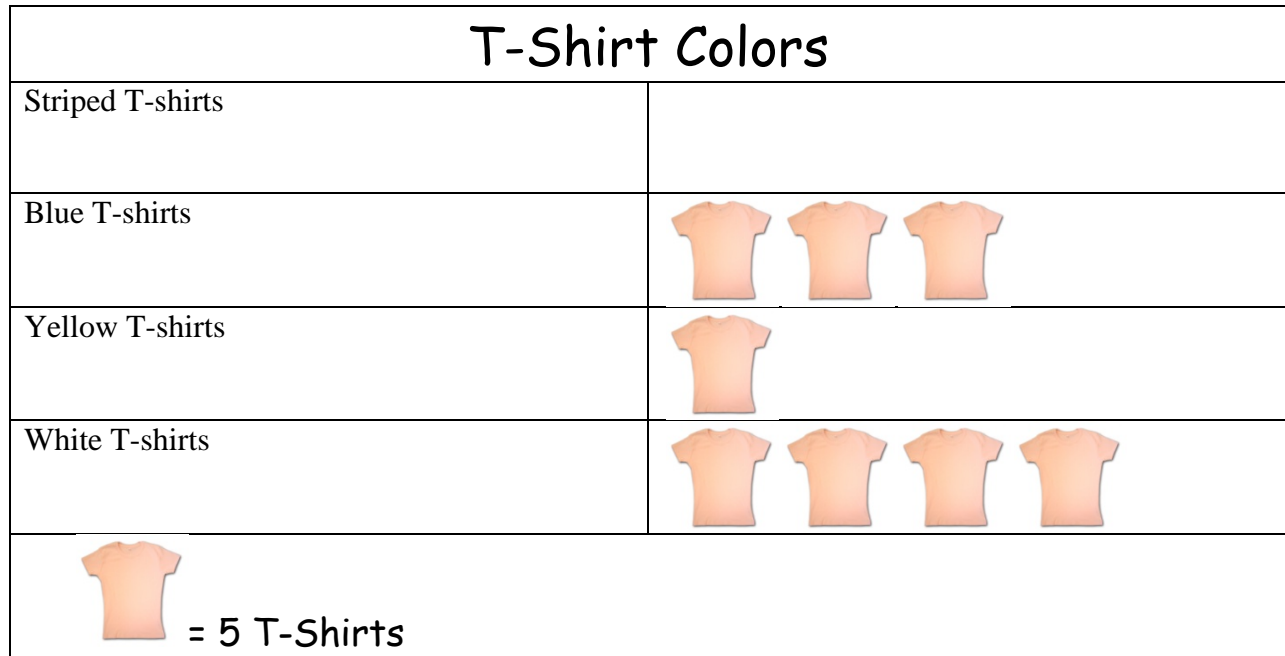 T-Shirt Colors
Striped T-shirts
Blue T-shirts
Yellow T-shirts
White T-shirts
= 5 T-Shirts